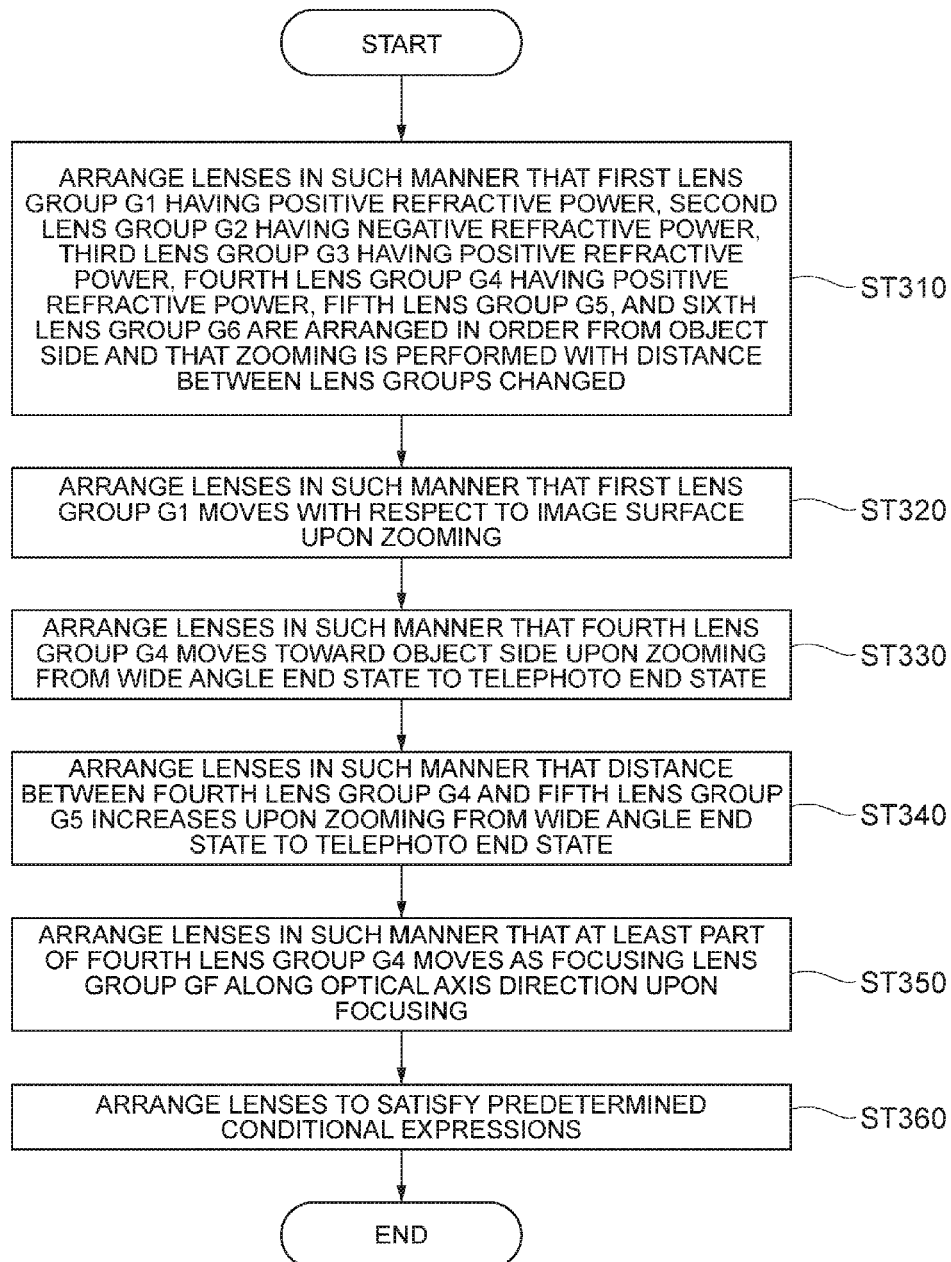 START
ARRANGE LENSES IN SUCH MANNER THAT FIRST LENS
GROUP G1 HAVING POSITIVE REFRACTIVE POWER, SECOND
LENS GROUP G2 HAVING NEGATIVE REFRACTIVE POWER,
THIRD LENS GROUP G3 HAVING POSITIVE REFRACTIVE
POWER, FOURTH LENS GROUP G4 HAVING POSITIVE
REFRACTIVE POWER, FIFTH LENS GROUP G5, AND SIXTH
LENS GROUP G6 ARE ARRANGED IN ORDER FROM OBJECT
SIDE AND THAT ZOOMING IS PERFORMED WITH DISTANCE
BETWEEN LENS GROUPS CHANGED
ST310
ARRANGE LENSES IN SUCH MANNER THAT FIRST LENS
GROUP G1 MOVES WITH RESPECT TO IMAGE SURFACE
UPON ZOOMING
ST320
ARRANGE LENSES IN SUCH MANNER THAT FOURTH LENS
GROUP G4 MOVES TOWARD OBJECT SIDE UPON ZOOMING
FROM WIDE ANGLE END STATE TO TELEPHOTO END STATE
ST330
ARRANGE LENSES IN SUCH MANNER THAT DISTANCE
BETWEEN FOURTH LENS GROUP G4 AND FIFTH LENS GROUP
G5 INCREASES UPON ZOOMING FROM WIDE ANGLE END
STATE TO TELEPHOTO END STATE
ST340
ARRANGE LENSES IN SUCH MANNER THAT AT LEAST PART
OF FOURTH LENS GROUP G4 MOVES AS FOCUSING LENS
GROUP GF ALONG OPTICAL AXIS DIRECTION UPON
FOCUSING
ST350
ARRANGE LENSES TO SATISFY PREDETERMINED
CONDITIONAL EXPRESSIONS
ST360
END